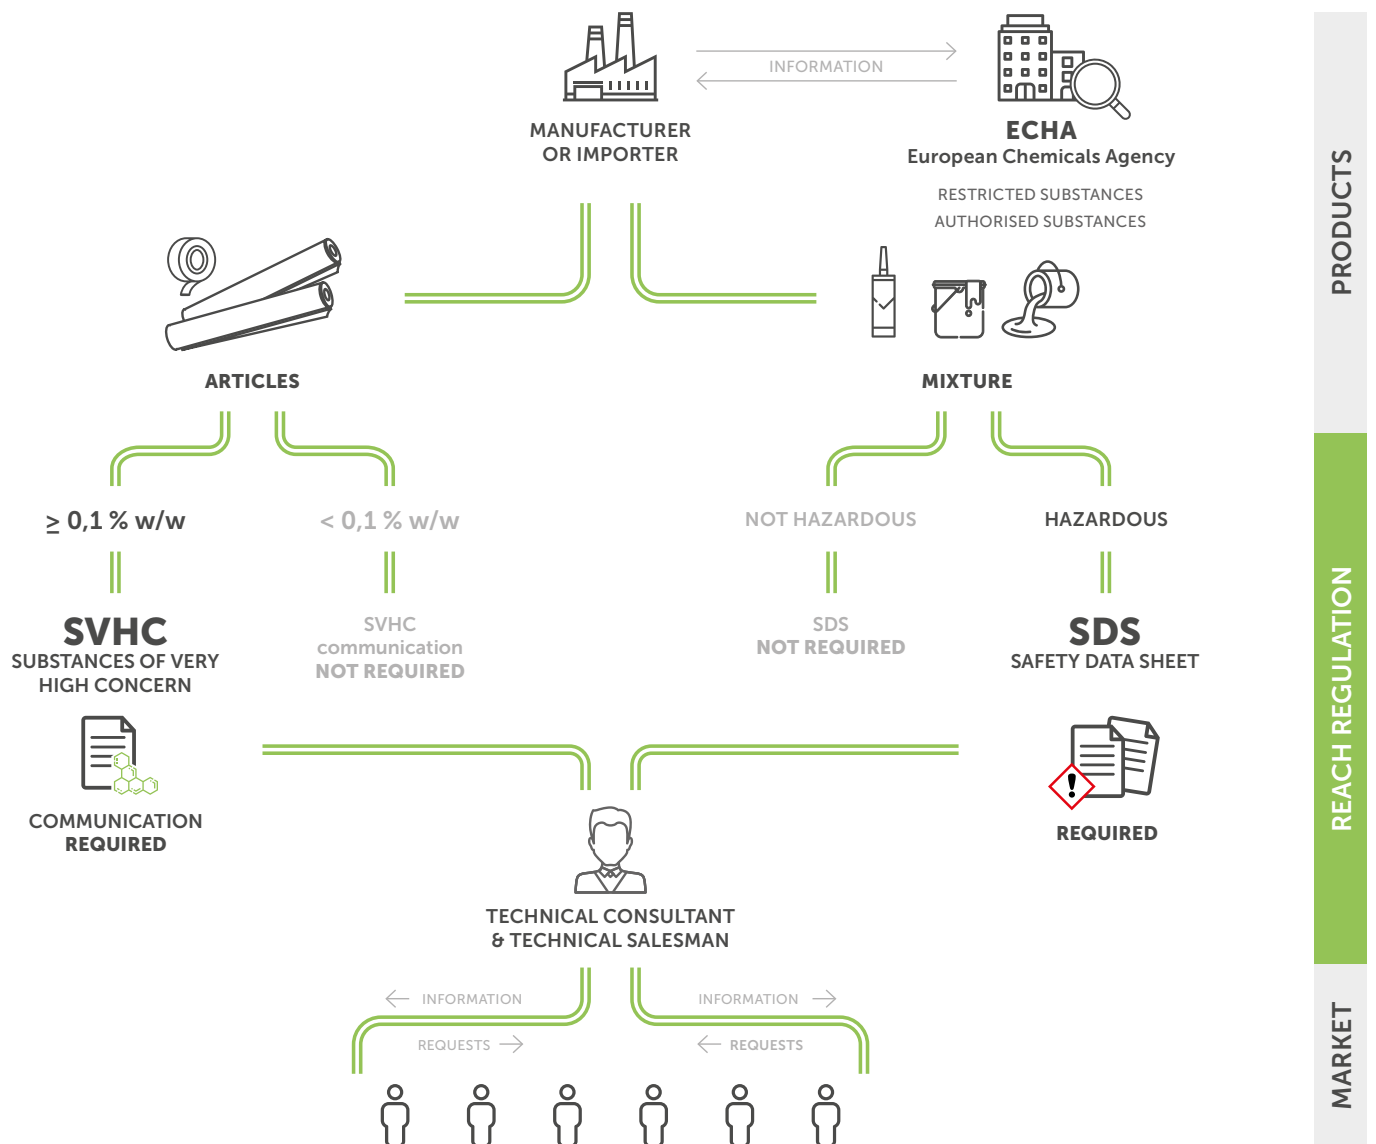 INFORMATION
MANUFACTURER
OR IMPORTER
ECHA
European Chemicals Agency
RESTRICTED SUBSTANCES
AUTHORISED SUBSTANCES
PRODUCTS
ARTICLES
MIXTURE
≥ 0,1 % w/w
< 0,1 % w/w
NOT HAZARDOUS
HAZARDOUS
SVHC
SUBSTANCES OF VERY
HIGH CONCERN
SVHC
communication
NOT REQUIRED
SDS
NOT REQUIRED
SDS
SAFETY DATA SHEET
REACH REGULATION
COMMUNICATION
REQUIRED
REQUIRED
TECHNICAL CONSULTANT
& TECHNICAL SALESMAN
INFORMATION
INFORMATION
REQUESTS
REQUESTS
MARKET